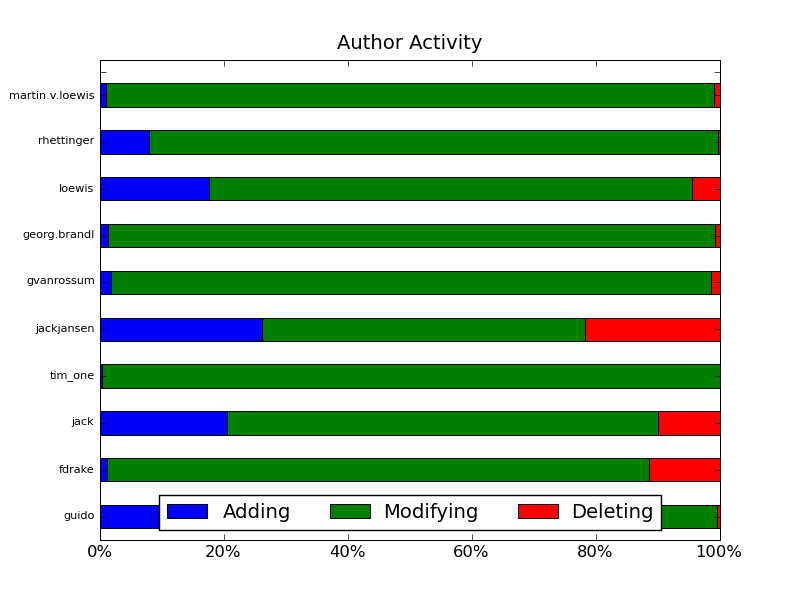 Author Activity
martin.v.loewis
rhettinger
loewis
georg.brandl
gvanrossum
jackjansen
tim_one
jack
fdrake
guido
Adding Modifying Deleting
0% 20% 40% 60% 80% 100%